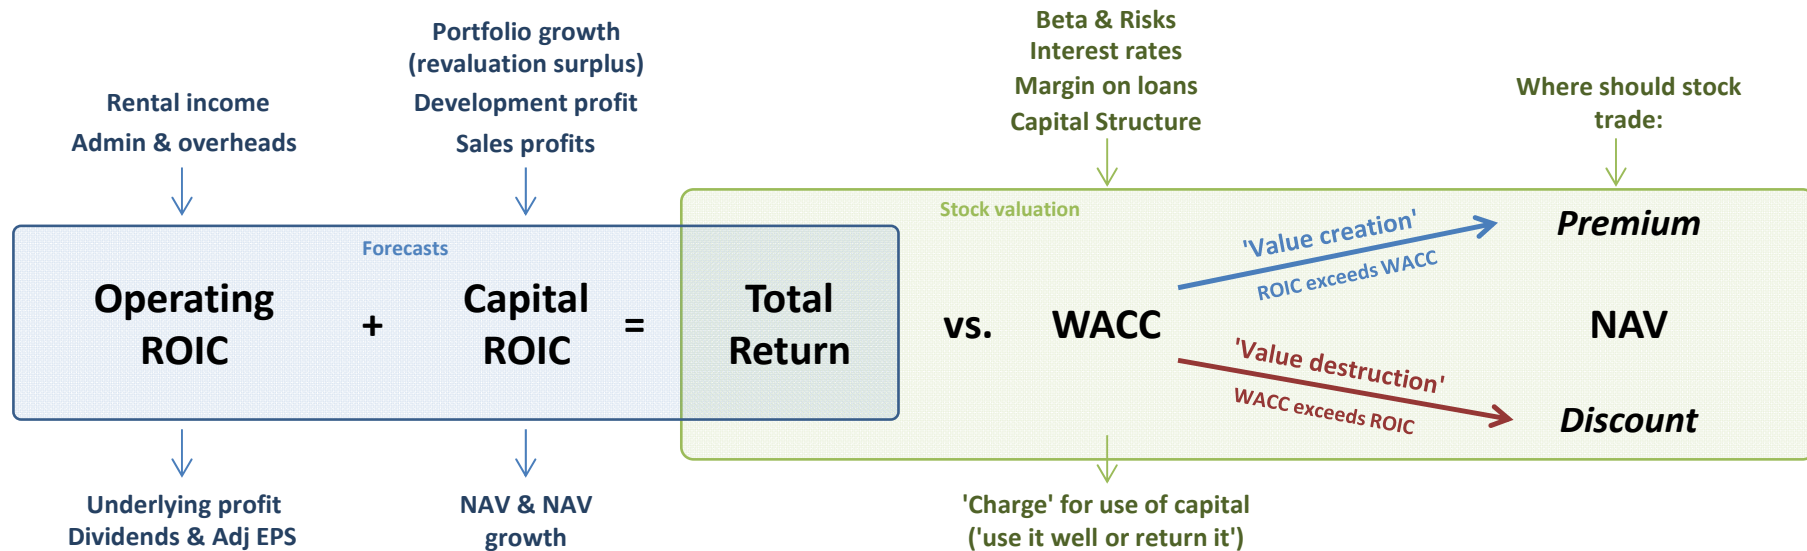 Rental income
Admin & overheads
Portfolio growth
(revaluation surplus)
Development profit
Sales profits
Beta & Risks
Interest rates
Margin on loans
Capital Structure
Where should stock
trade:
Forecasts
Stock valuation
Operating
ROIC
+
Capital
ROIC
=
Total
Return
vs.
WACC
'Value creation'
ROIC exceeds WACC
'Value destruction'
WACC exceeds ROIC
Premium
NAV
Discount
Underlying profit
Dividends & Adj EPS
NAV & NAV
growth
'Charge' for use of capital
('use it well or return it')